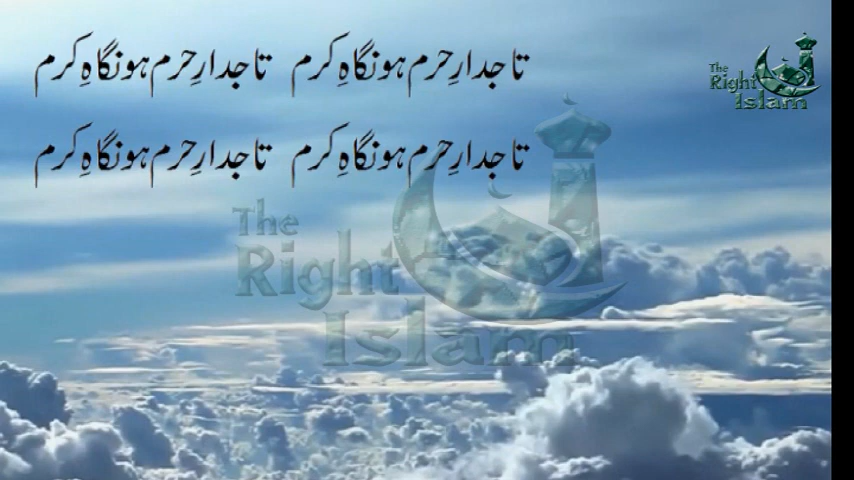 تاجدارِ حرم ہو نگاہِ کرم تاجدارِ حرم ہو نگاہِ کرم
تاجدارِ حرم ہو نگاہِ کرم تاجدارِ حرم ہو نگاہِ کرم
The
Right
Islam
The
Right
Islam